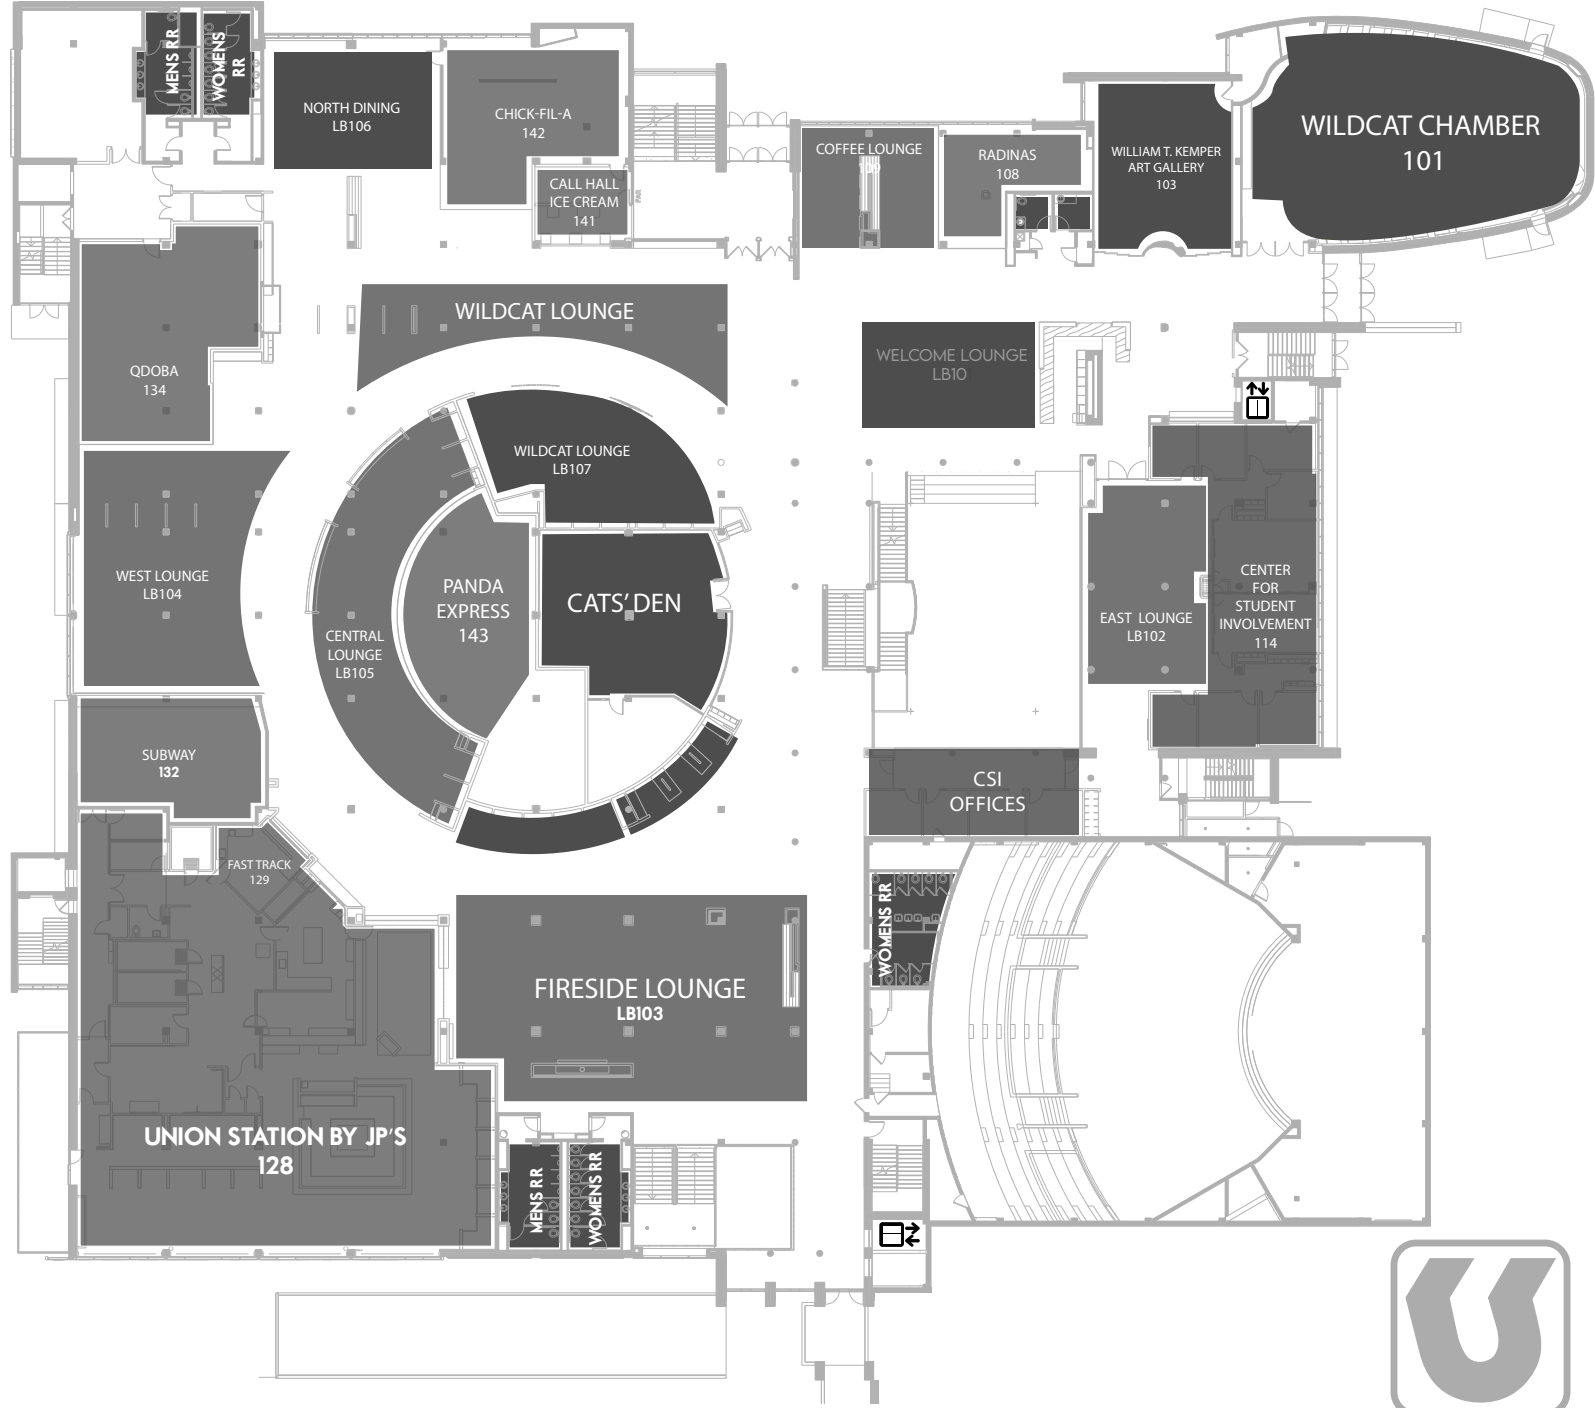 MENS RR
WOMENS
RR
NORTH DINING
LB106
CHICK-FIL-A
142
CALL HALL
ICE CREAM
141
COFFEE LOUNGE
RADINAS
108
WILLIAM T. KEMPER
ART GALLERY
103
WILDCAT CHAMBER
101
QDOBA
134
WILDCAT LOUNGE
WELCOME LOUNGE
LB10
WILDCAT LOUNGE
LB107
WEST LOUNGE
LB104
CENTRAL
LOUNGE
LB105
PANDA
EXPRESS
143
CATS' DEN
EAST LOUNGE
LB102
CENTER
FOR
STUDENT
INVOLVEMENT
114
SUBWAY
132
CSI
OFFICES
FAST TRACK
129
WOMENS RR
FIRESIDE LOUNGE
LB103
UNION STATION BY JP'S
128
MENS RR
WOMENS RR